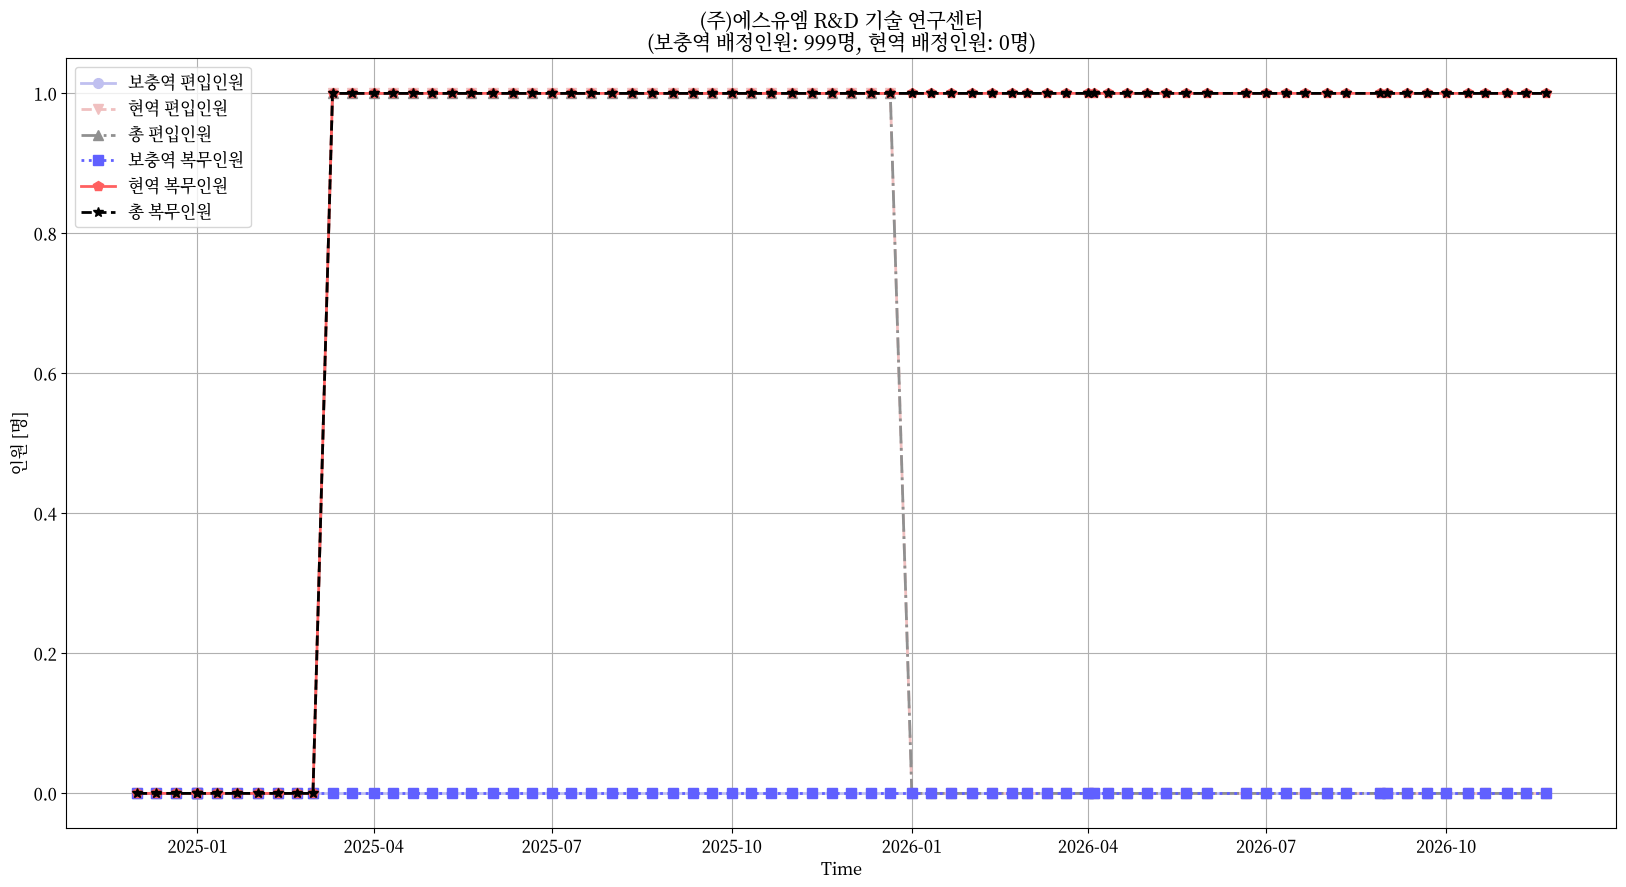 (주)에스유엠 R&D 기술 연구센터
(보충역 배정인원: 999명, 현역 배정인원: 0명)
보충역 편입인원
현역 편입인원
총 편입인원
보충역 복무인원
현역 복무인원
총 복무인원
1.0
0.8
0.6
0.4
0.2
0.0
인원 [명]
2025-01
2025-04
2025-07
2025-10
2026-01
2026-04
2026-07
2026-10
Time